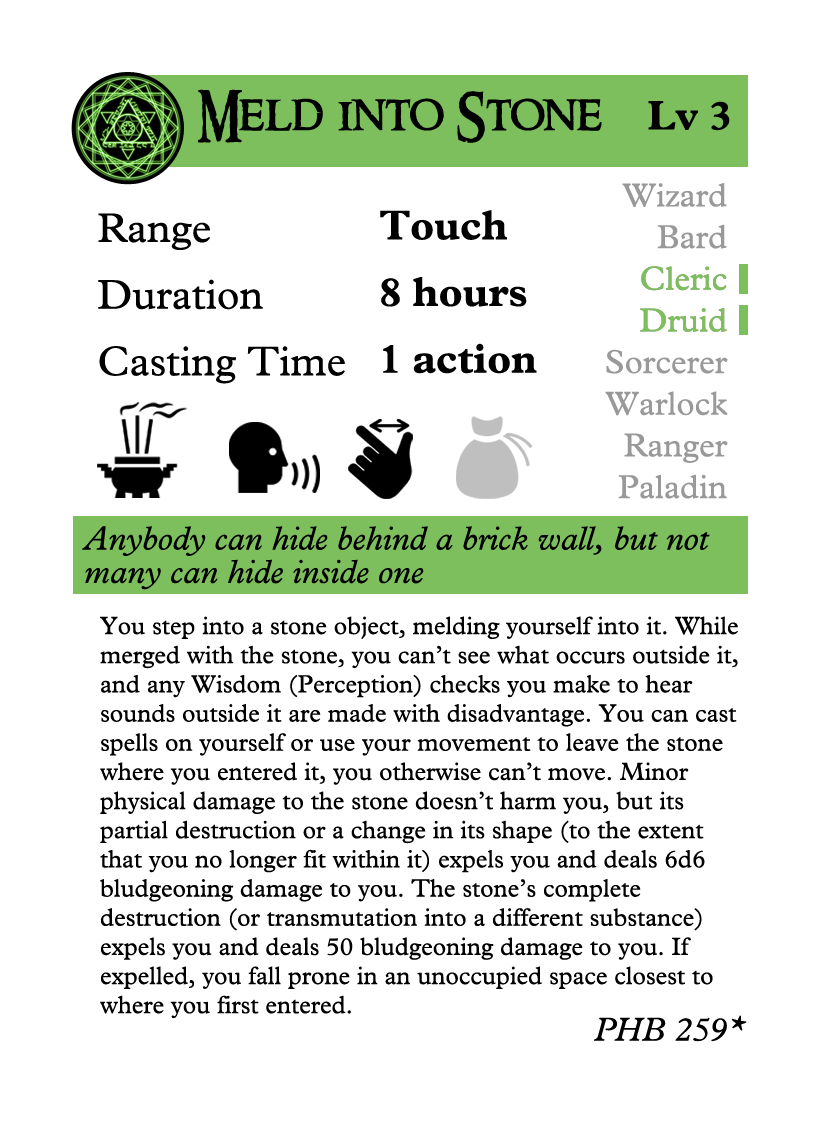 Meld into Stone Lv 3
Range Touch
Duration 8 hours
Casting Time 1 action
Wizard
Bard
Cleric
Druid
Sorcerer
Warlock
Ranger
Paladin
Anybody can hide behind a brick wall, but not
many can hide inside one
You step into a stone object, melding yourself into it. While
merged with the stone, you can’t see what occurs outside it,
and any Wisdom (Perception) checks you make to hear
sounds outside it are made with disadvantage. You can cast
spells on yourself or use your movement to leave the stone
where you entered it, you otherwise can’t move. Minor
physical damage to the stone doesn’t harm you, but its
partial destruction or a change in its shape (to the extent
that you no longer fit within it) expels you and deals 6d6
bludgeoning damage to you. The stone’s complete
destruction (or transmutation into a different substance)
expels you and deals 50 bludgeoning damage to you. If
expelled, you fall prone in an unoccupied space closest to
where you first entered.
PHB 259*